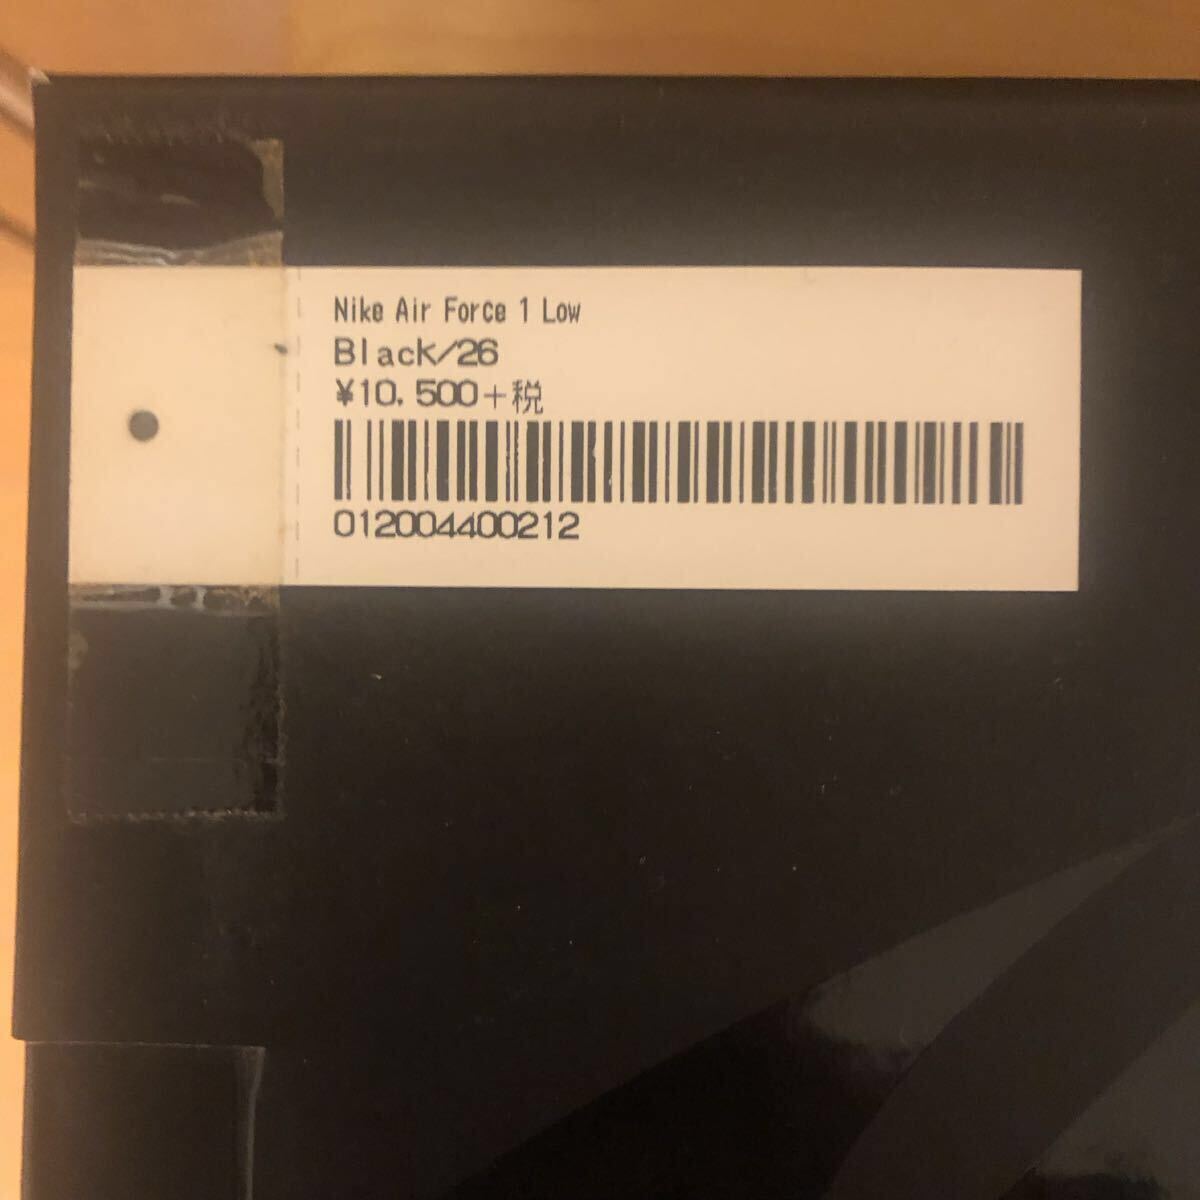 Nike Air Force 1 Low
Black/26
¥10,500+税
012004400212